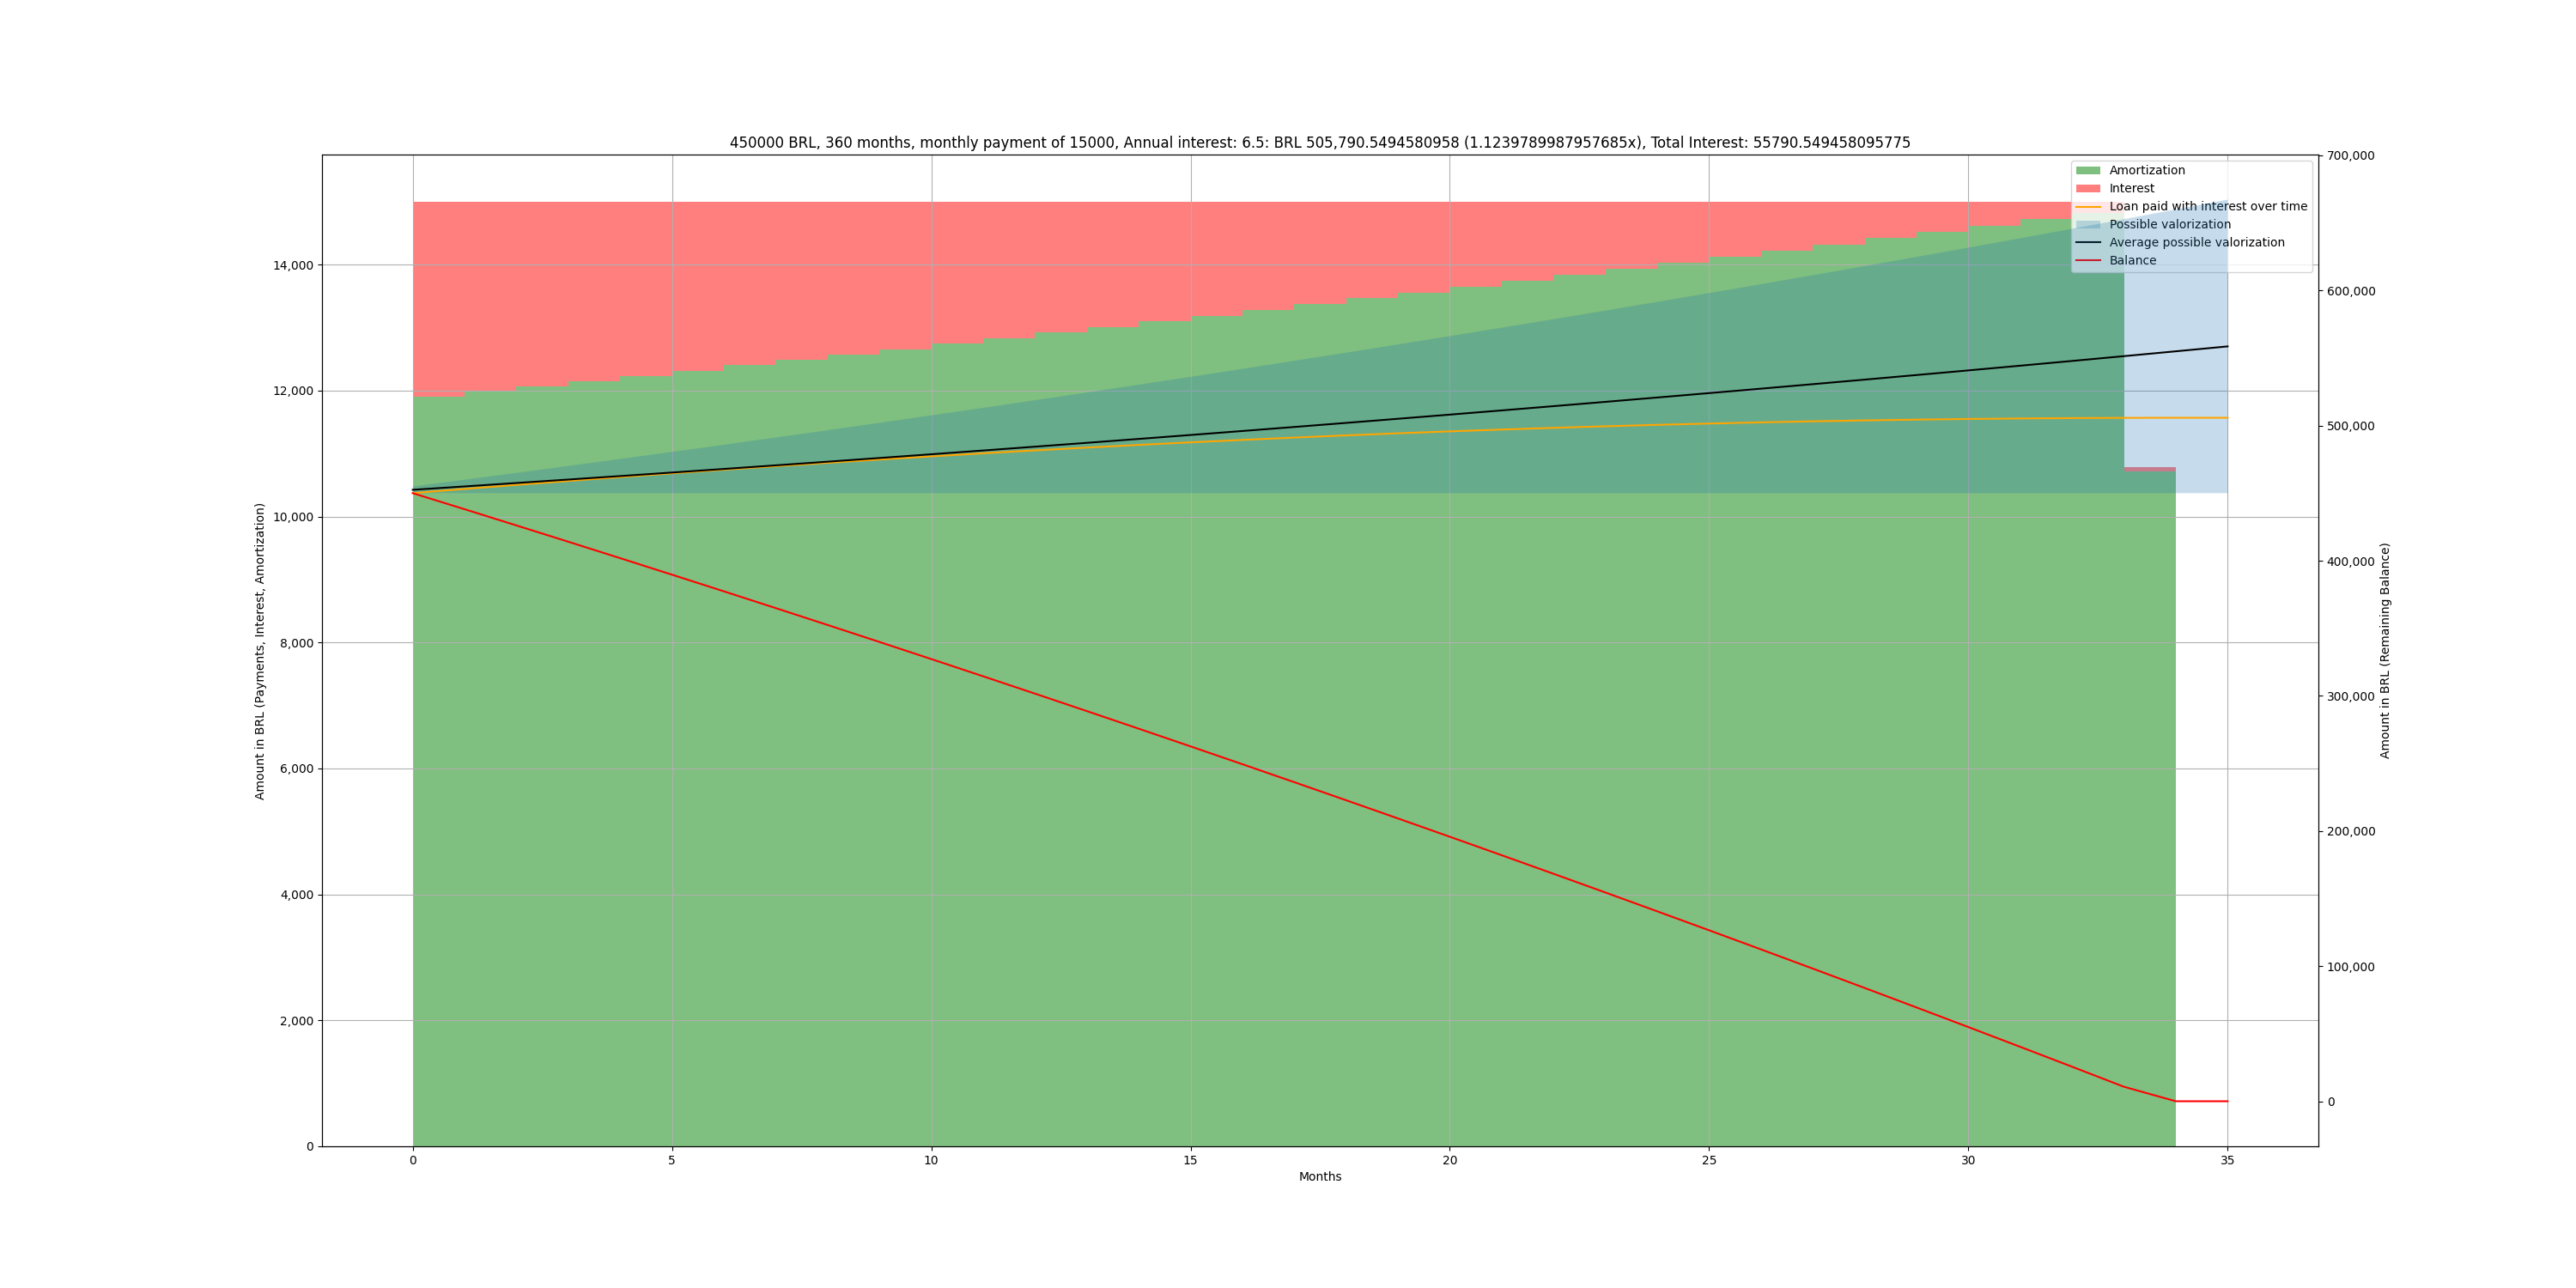 450000 BRL, 360 months, monthly payment of 15000, Annual interest: 6.5: BRL 505,790.5494580958 (1.1239789987957685x), Total Interest: 55790.549458095775
Amortization
Interest
Loan paid with interest over time
Possible valorization
Average possible valorization
Balance
Amount in BRL (Payments, Interest, Amortization)
14,000
12,000
10,000
8,000
6,000
4,000
2,000
0
700,000
600,000
500,000
400,000
300,000
200,000
100,000
0
Amount in BRL (Remaining Balance)
0 5 10 15 20 25 30 35
Months